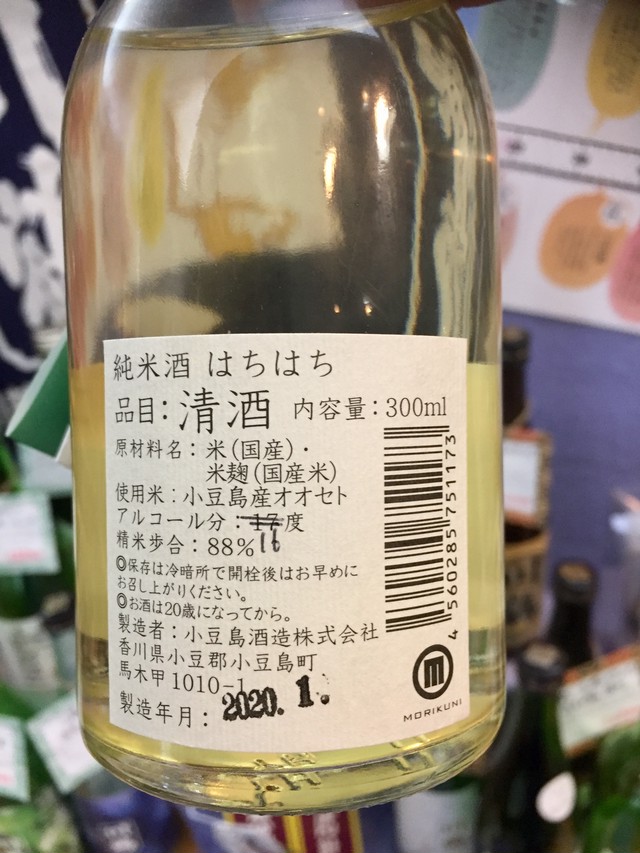 純米酒 はちはち
品目：清酒 内容量：300ml
原材料名：米(国産)・
米麹(国産米)
使用米：小豆島産オオセト
アルコール分：17度
16
精米歩合：88%
◎保存は冷暗所で開栓後はお早めに
お召し上がりください。
◎お酒は20歳になってから。
製造者：小豆島酒造株式会社
香川県小豆郡小豆島町
馬木甲1010-1
製造年月：2020.1.
4 560285 751173
MORIKUNI